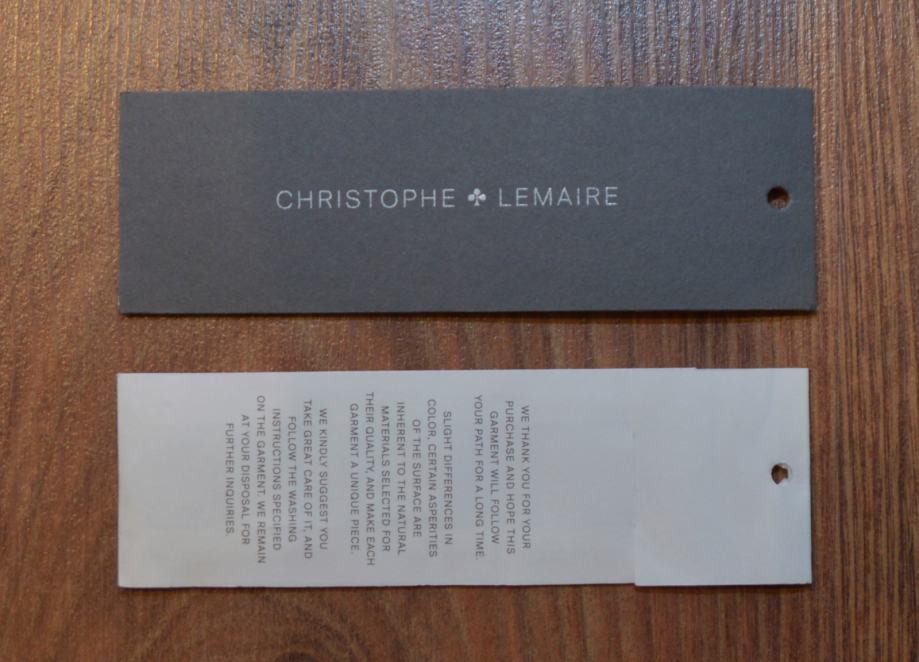 CHRISTOPHE ♣ LEMAIRE
WE THANK YOU FOR YOUR
PURCHASE AND HOPE THIS
GARMENT WILL FOLLOW
YOUR PATH FOR A LONG TIME.
SLIGHT DIFFERENCES IN
COLOR, CERTAIN ASPERITIES
OF THE SURFACE ARE
INHERENT TO THE NATURAL
MATERIALS SELECTED FOR
THEIR QUALITY, AND MAKE EACH
GARMENT A UNIQUE PIECE.
WE KINDLY SUGGEST YOU
TAKE GREAT CARE OF IT, AND
FOLLOW THE WASHING
INSTRUCTIONS SPECIFIED
ON THE GARMENT. WE REMAIN
AT YOUR DISPOSAL FOR
FURTHER INQUIRIES.